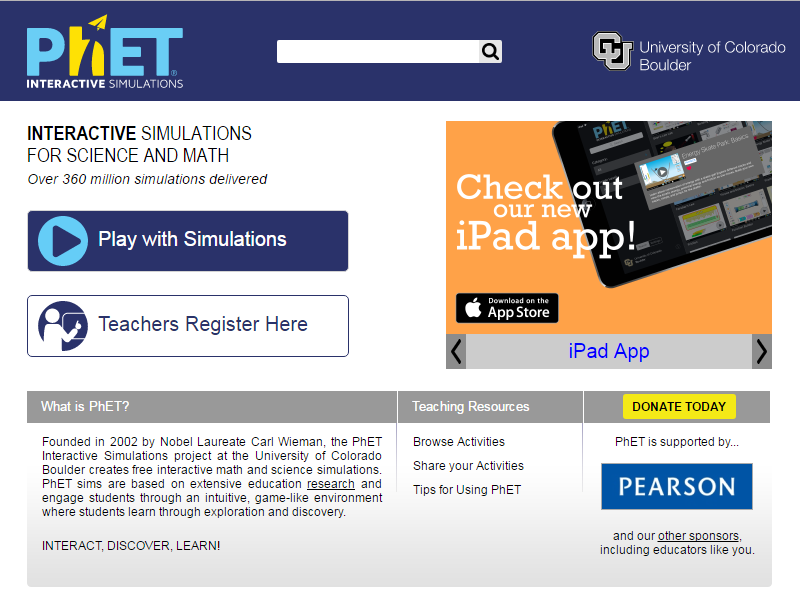 PhET
INTERACTIVE SIMULATIONS
University of Colorado
Boulder
INTERACTIVE SIMULATIONS
FOR SCIENCE AND MATH
Over 360 million simulations delivered
Play with Simulations
Teachers Register Here
PhET
Energy Skate Park: Basics
Check out
our new
iPad app!
Download on the
App Store
iPad App
What is PhET?
Founded in 2002 by Nobel Laureate Carl Wieman, the PhET
Interactive Simulations project at the University of Colorado
Boulder creates free interactive math and science simulations.
PhET sims are based on extensive education research and
engage students through an intuitive, game-like environment
where students learn through exploration and discovery.
INTERACT, DISCOVER, LEARN!
Teaching Resources
Browse Activities
Share your Activities
Tips for Using PhET
DONATE TODAY
PhET is supported by...
PEARSON
and our other sponsors,
including educators like you.